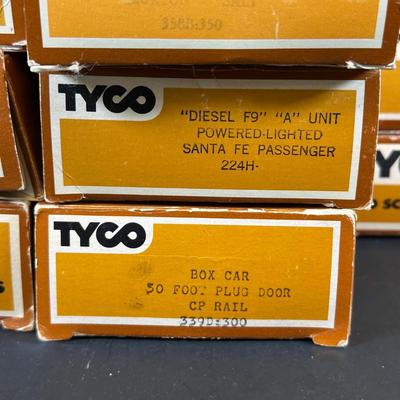 358B:350
TYCO
"DIESEL F9" "A" UNIT
POWERED-LIGHTED
SANTA FE PASSENGER
224H-
TYCO
BOX CAR
50 FOOT PLUG DOOR
CP RAIL
339D:300